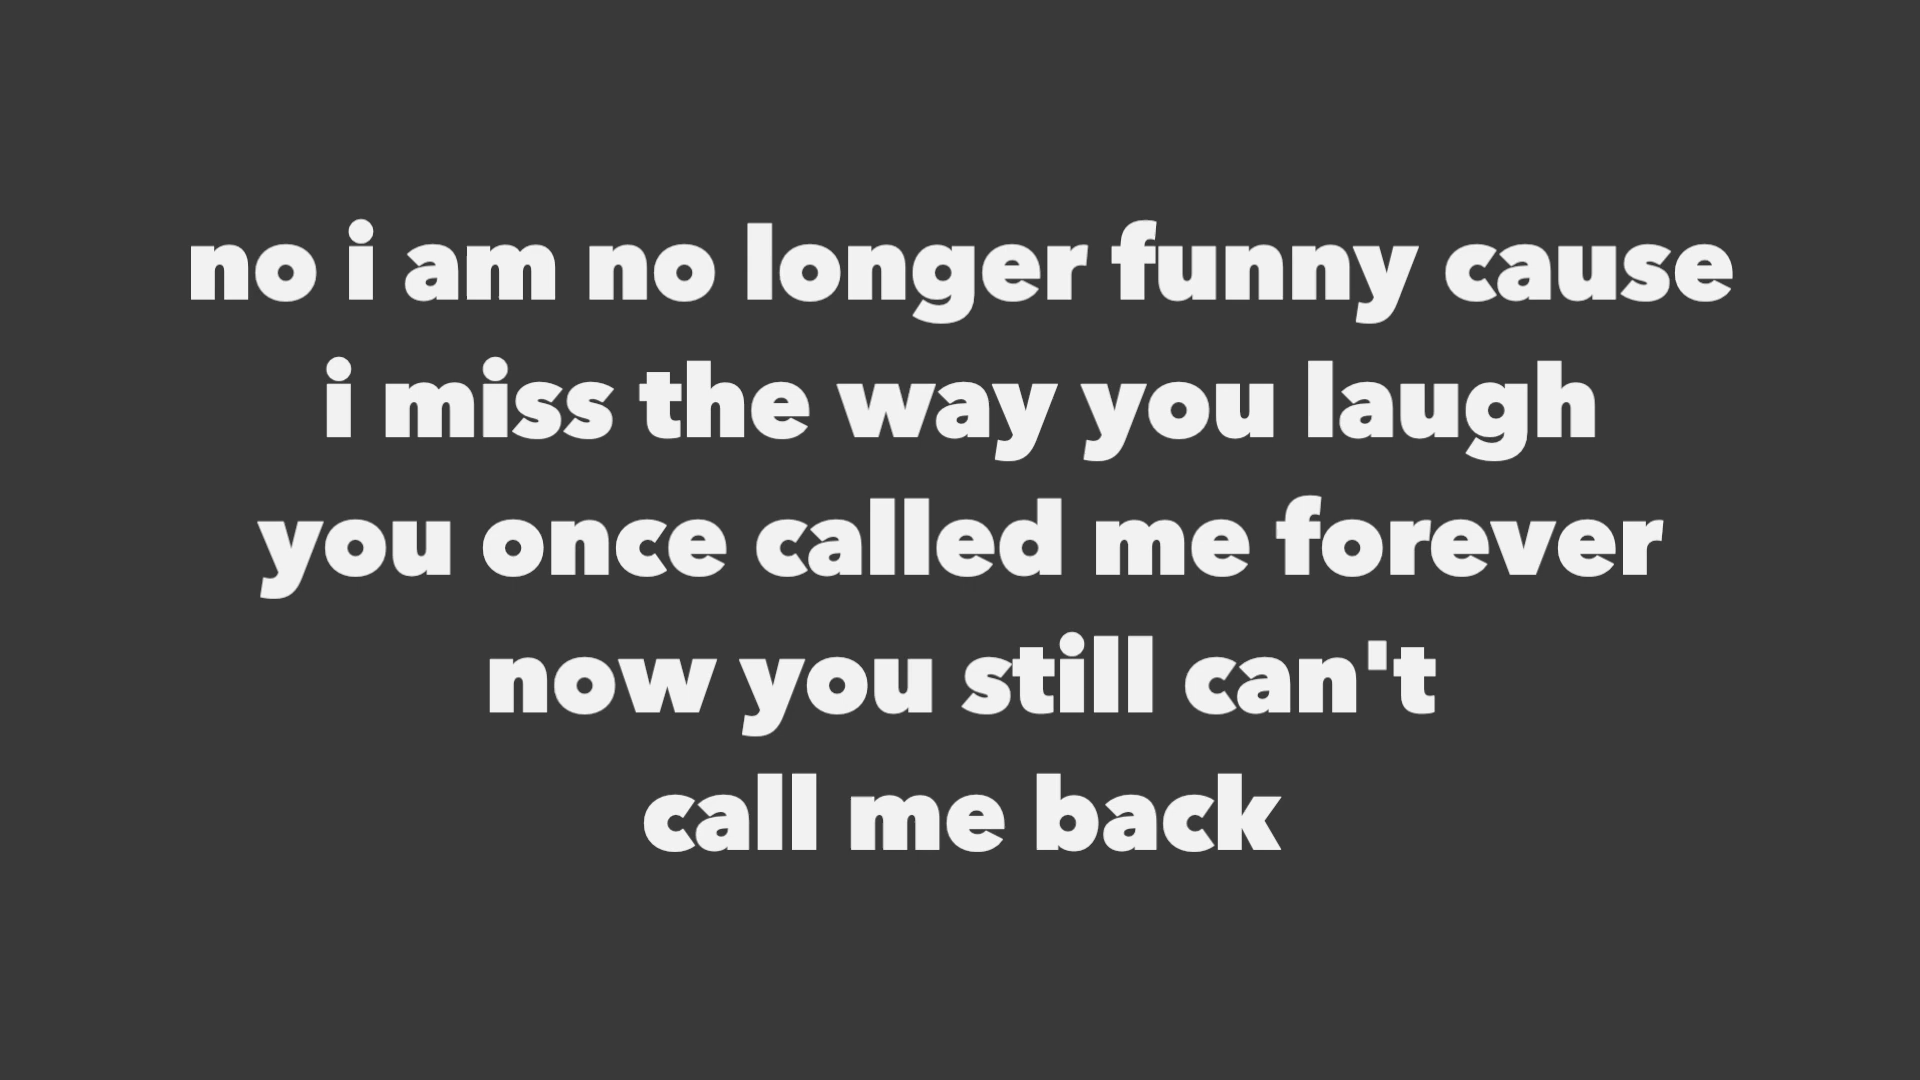 no i am no longer funny cause
i miss the way you laugh
you once called me forever
now you still can't
call me back